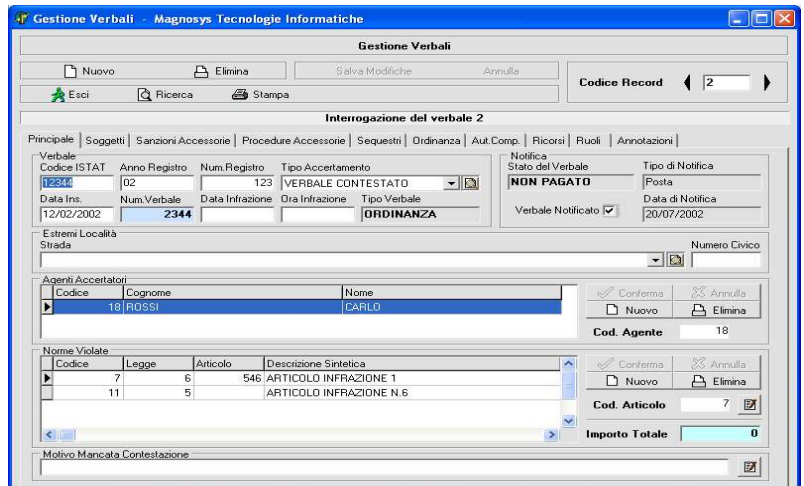 Gestione Verbali - Magnosys Tecnologie Informatiche
Gestione Verbali
Nuovo Elimina Salva Modifiche Annulla
Codice Record 2
Esci Ricerca Stampa
Interrogazione del verbale 2
Principale Soggetti Sanzioni Accessorie Procedure Accessorie Sequestri Ordinanza Aut.Comp. Ricorsi Ruoli Annotazioni
Verbale
Codice ISTAT Anno Registro Num.Registro Tipo Accertamento
12344 02 123 VERBALE CONTESTATO
Data Ins. Num.Verbale Data Infrazione Ora Infrazione Tipo Verbale
12/02/2002 2344 ORDINANZA
Notifica
Stato del Verbale Tipo di Notifica
NON PAGATO Posta
Data di Notifica
Verbale Notificato 20/07/2002
Estremi Località
Strada Numero Civico
Agenti Accertatori
Codice Cognome Nome
18 ROSSI CARLO
Conferma Annulla
Nuovo Elimina
Cod. Agente 18
Norme Violate
Codice Legge Articolo Descrizione Sintetica
7 6 546 ARTICOLO INFRAZIONE 1
11 5 ARTICOLO INFRAZIONE N.6
Conferma Annulla
Nuovo Elimina
Cod. Articolo 7
Importo Totale 0
Motivo Mancata Contestazione